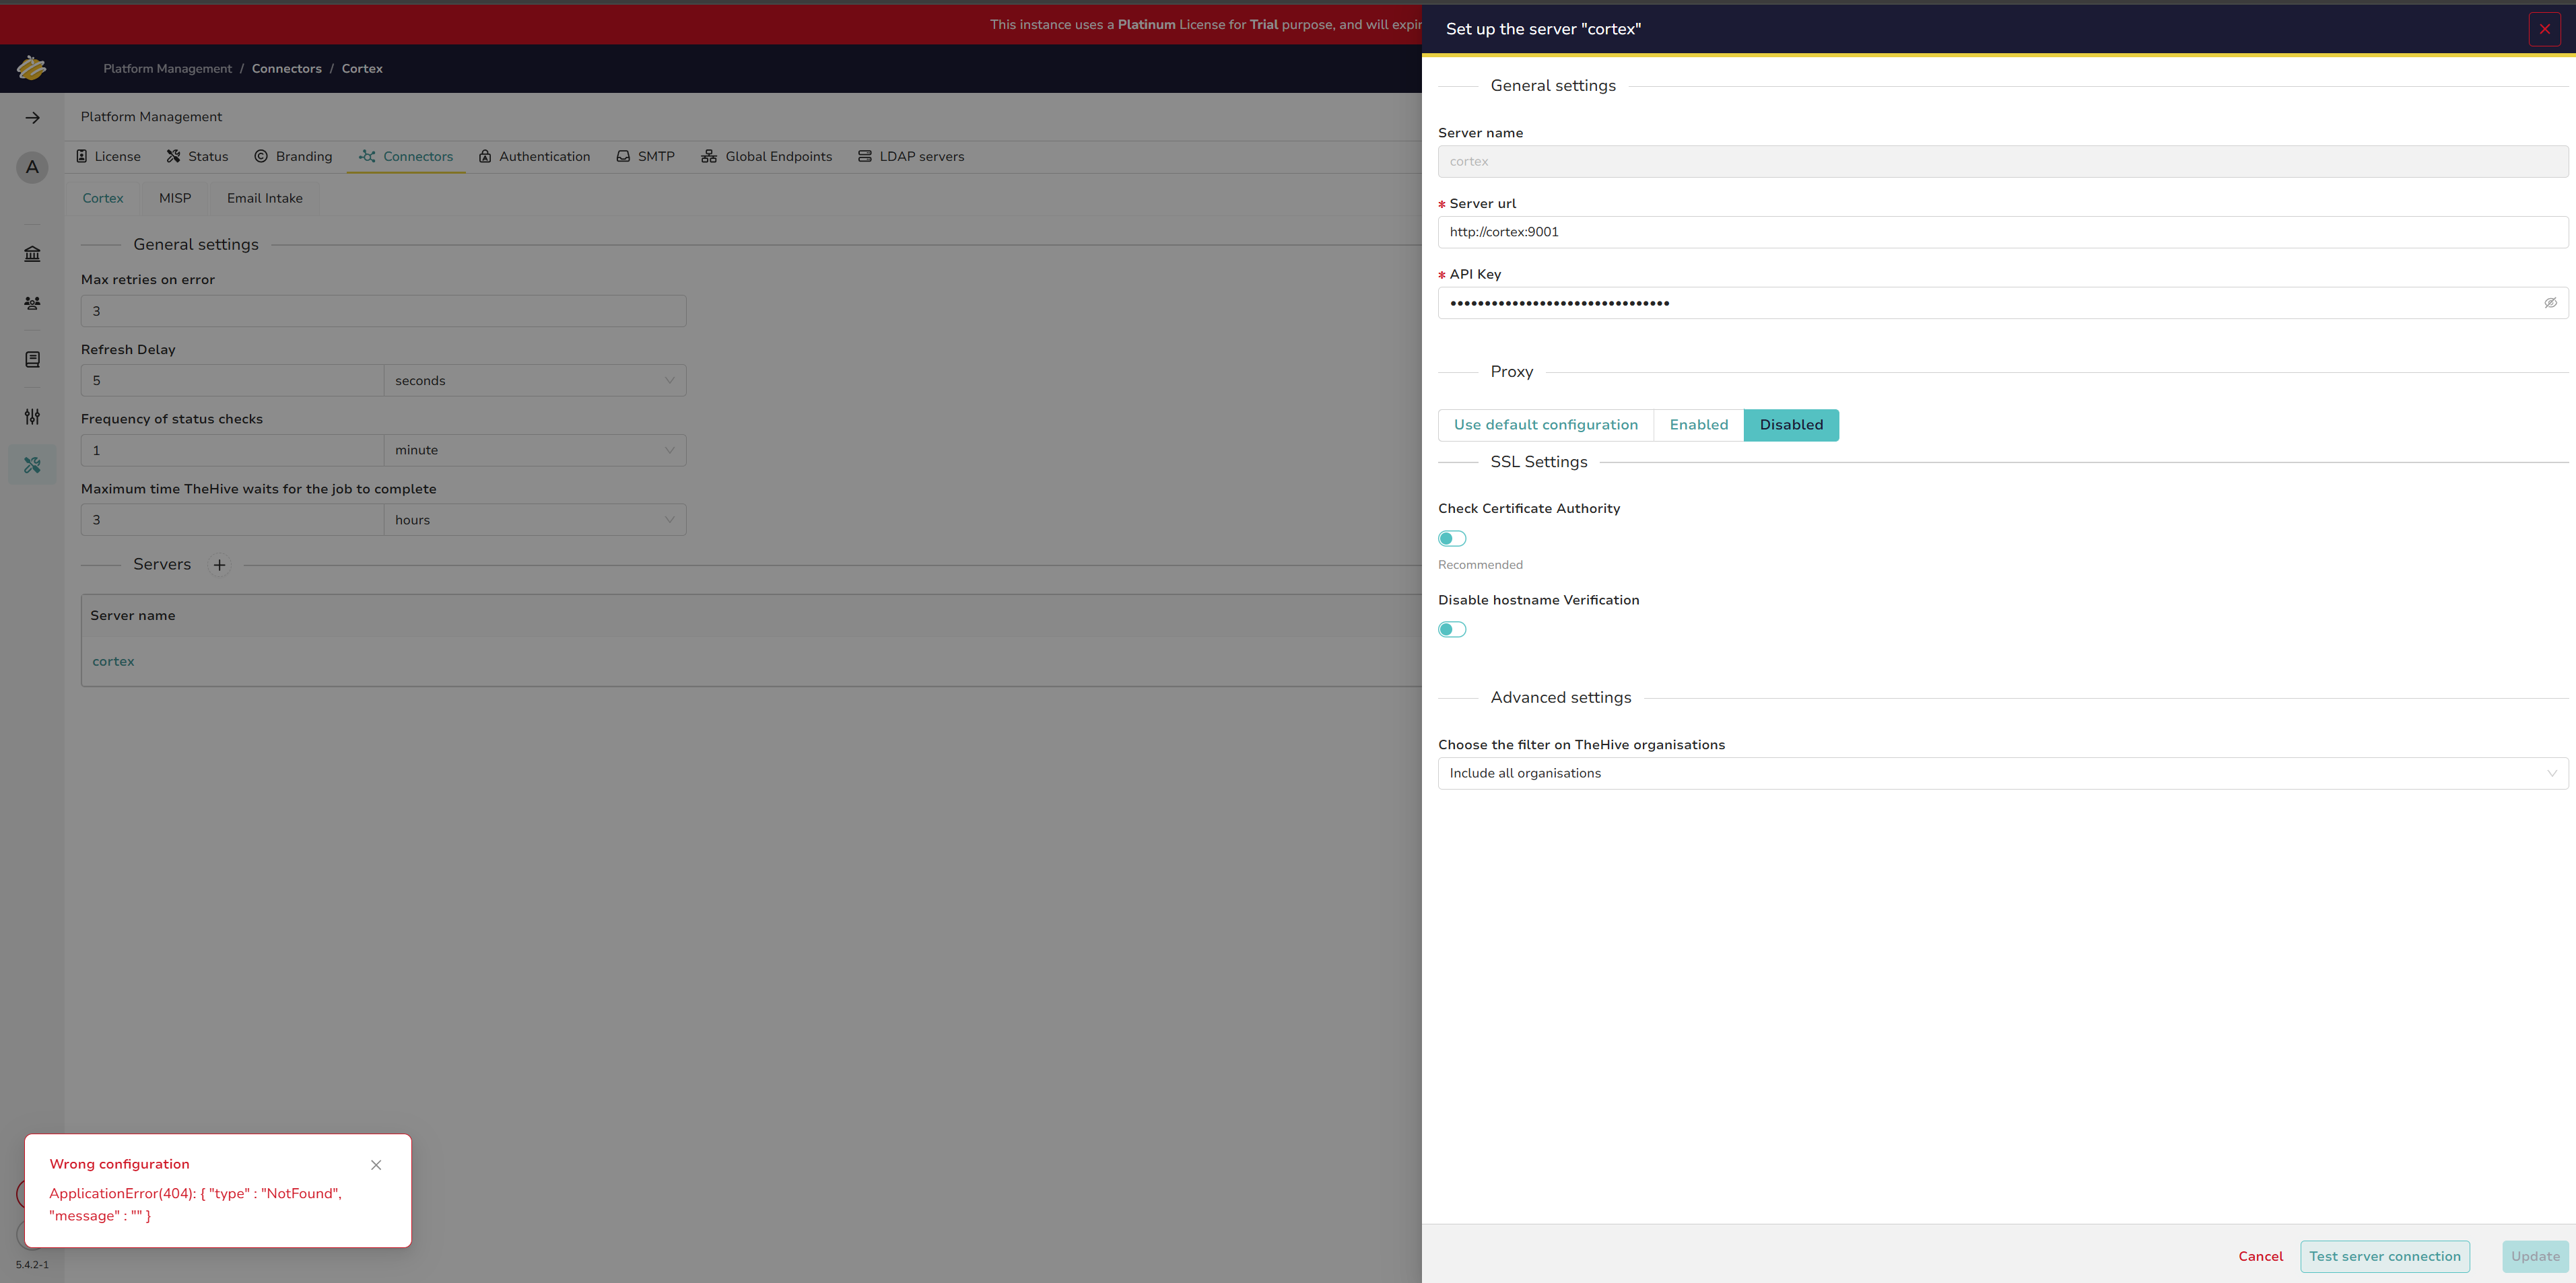 This instance uses a Platinum License for Trial purpose, and will expir
Platform Management / Connectors / Cortex
A
Platform Management
License Status Branding Connectors Authentication SMTP Global Endpoints LDAP servers
Cortex MISP Email Intake
General settings
Max retries on error
3
Refresh Delay
5 seconds
Frequency of status checks
1 minute
Maximum time TheHive waits for the job to complete
3 hours
Servers +
Server name
cortex
Wrong configuration
ApplicationError(404): { "type" : "NotFound",
"message" : "" }
5.4.2-1
Set up the server "cortex"
General settings
Server name
cortex
* Server url
http://cortex:9001
* API Key
••••••••••••••••••••••••••••••••
Proxy
Use default configuration Enabled Disabled
SSL Settings
Check Certificate Authority
Recommended
Disable hostname Verification
Advanced settings
Choose the filter on TheHive organisations
Include all organisations
Cancel Test server connection Update